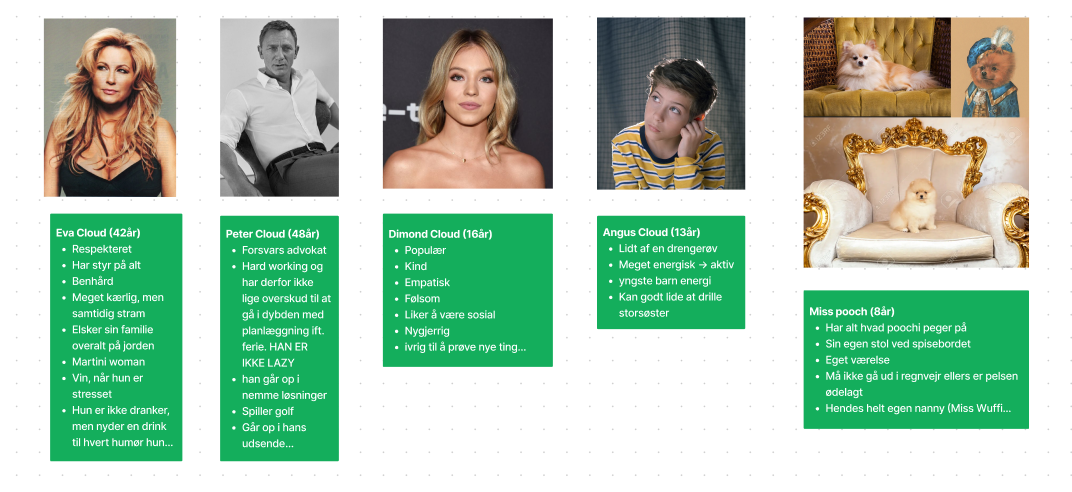 e-t
Eva Cloud (42år)
• Respekteret
• Har styr på alt
• Benhård
• Meget kærlig, men
samtidig stram
• Elsker sin familie
overalt på jorden
• Martini woman
• Vin, når hun er
stresset
• Hun er ikke dranker,
men nyder en drink
til hvert humør hun...
Peter Cloud (48år)
• Forsvars advokat
• Hard working og
har derfor ikke
lige overskud til at
gå i dybden med
planlæggning ift.
ferie. HAN ER
IKKE LAZY
• han går op i
nemme løsninger
• Spiller golf
• Går op i hans
udsende...
Dimond Cloud (16år)
• Populær
• Kind
• Empatisk
• Følsom
• Liker å være sosial
• Nygjerrig
• ivrig til å prøve nye ting...
Angus Cloud (13år)
• Lidt af en drengerøv
• Meget energisk → aktiv
• yngste barn energi
• Kan godt lide at drille
storsøster
Miss pooch (8år)
• Har alt hvad poochi peger på
• Sin egen stol ved spisebordet
• Eget værelse
• Må ikke gå ud i regnvejr ellers er pelsen
ødelagt
• Hendes helt egen nanny (Miss Wuffi...